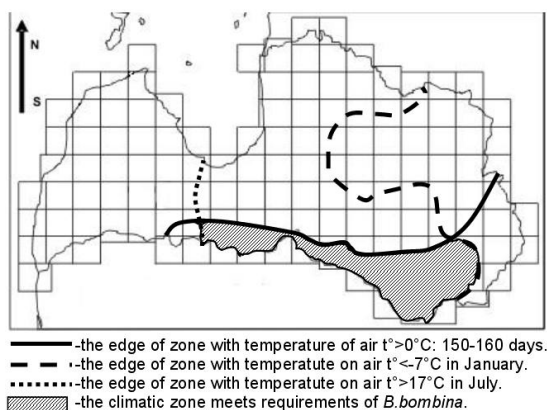 N
S
-the edge of zone with temperature of air t°>0°C: 150-160 days.
-the edge of zone with temperatute on air t°<-7°C in January.
-the edge of zone with temperatute on air t°>17°C in July.
-the climatic zone meets requirements of B.bombina.